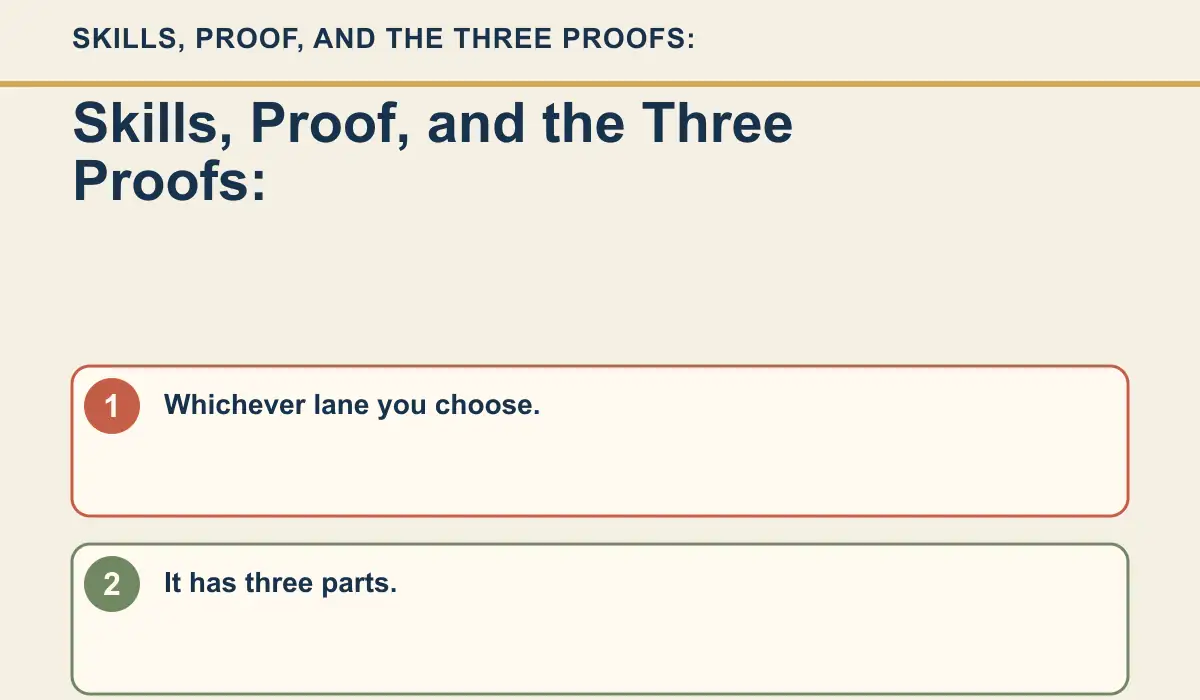 SKILLS, PROOF, AND THE THREE PROOFS:
Skills, Proof, and the Three
Proofs:
1 Whichever lane you choose.
2 It has three parts.